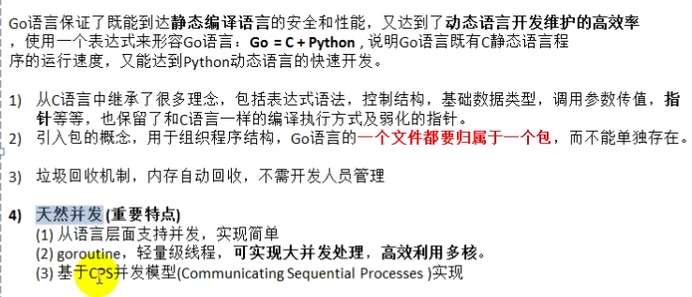 Go语言保证了既能到达静态编译语言的安全和性能，又达到了动态语言开发维护的高效率
，使用一个表达式来形容Go语言：Go = C + Python , 说明Go语言既有C静态语言程
序的运行速度，又能达到Python动态语言的快速开发。
1) 从C语言中继承了很多理念，包括表达式语法，控制结构，基础数据类型，调用参数传值，指
针等等，也保留了和C语言一样的编译执行方式及弱化的指针。
2) 引入包的概念，用于组织程序结构，Go语言的一个文件都要归属于一个包，而不能单独存在。
3) 垃圾回收机制，内存自动回收，不需开发人员管理
4) 天然并发 (重要特点)
(1) 从语言层面支持并发，实现简单
(2) goroutine，轻量级线程，可实现大并发处理，高效利用多核。
(3) 基于CPS并发模型(Communicating Sequential Processes )实现